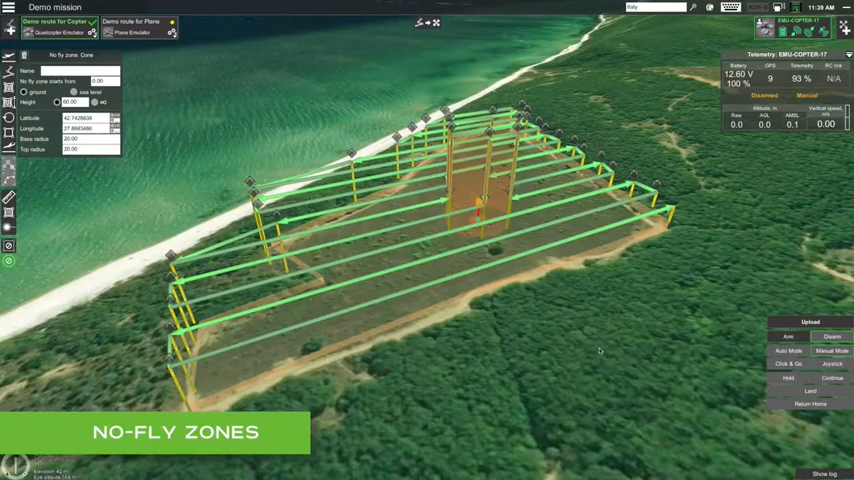 Demo mission
Rally
11:39 AM
Demo route for Copter
Quadcopter Emulator
Demo route for Plane
Plane Emulator
EMU-COPTER-17
No fly zone. Cone
Name
No fly zone starts from 0.00
ground sea level
Height 60.00 ∞
Latitude 42.7428838
Longitude 27.8883486
Base radius 20.00
Top radius 20.00
Telemetry: EMU-COPTER-17
Battery GPS Telemetry RC link
12.60 V 9 93 % N/A
100 %
Disarmed Manual
Altitude, m Vertical speed, m/s
Raw AGL AMSL
0.0 0.0 0.1 0.00
Upload
Arm Disarm
Auto Mode Manual Mode
Click & Go Joystick
Hold Continue
Land
Return Home
NO-FLY ZONES
Elevation 42 m
Show log